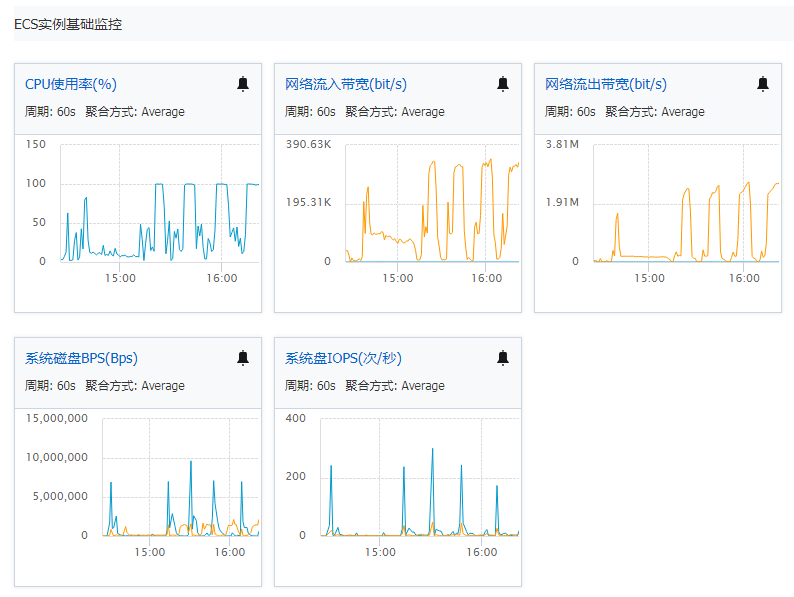 ECS实例基础监控
CPU使用率(%)
周期: 60s 聚合方式: Average
150
100
50
0
15:00 16:00
网络流入带宽(bit/s)
周期: 60s 聚合方式: Average
390.63K
195.31K
0
15:00 16:00
网络流出带宽(bit/s)
周期: 60s 聚合方式: Average
3.81M
1.91M
0
15:00 16:00
系统磁盘BPS(Bps)
周期: 60s 聚合方式: Average
15,000,000
10,000,000
5,000,000
0
15:00 16:00
系统盘IOPS(次/秒)
周期: 60s 聚合方式: Average
400
200
0
15:00 16:00